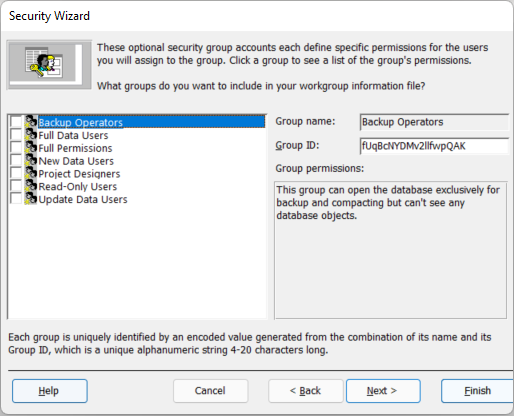 Security Wizard
These optional security group accounts each define specific permissions for the users
you will assign to the group. Click a group to see a list of the group's permissions.
What groups do you want to include in your workgroup information file?
Backup Operators
Full Data Users
Full Permissions
New Data Users
Project Designers
Read-Only Users
Update Data Users
Group name:
Backup Operators
Group ID:
fUqBcNYDMv2llfwpQAK
Group permissions:
This group can open the database exclusively for
backup and compacting but can't see any
database objects.
Each group is uniquely identified by an encoded value generated from the combination of its name and its
Group ID, which is a unique alphanumeric string 4-20 characters long.
Help
Cancel
< Back
Next >
Finish